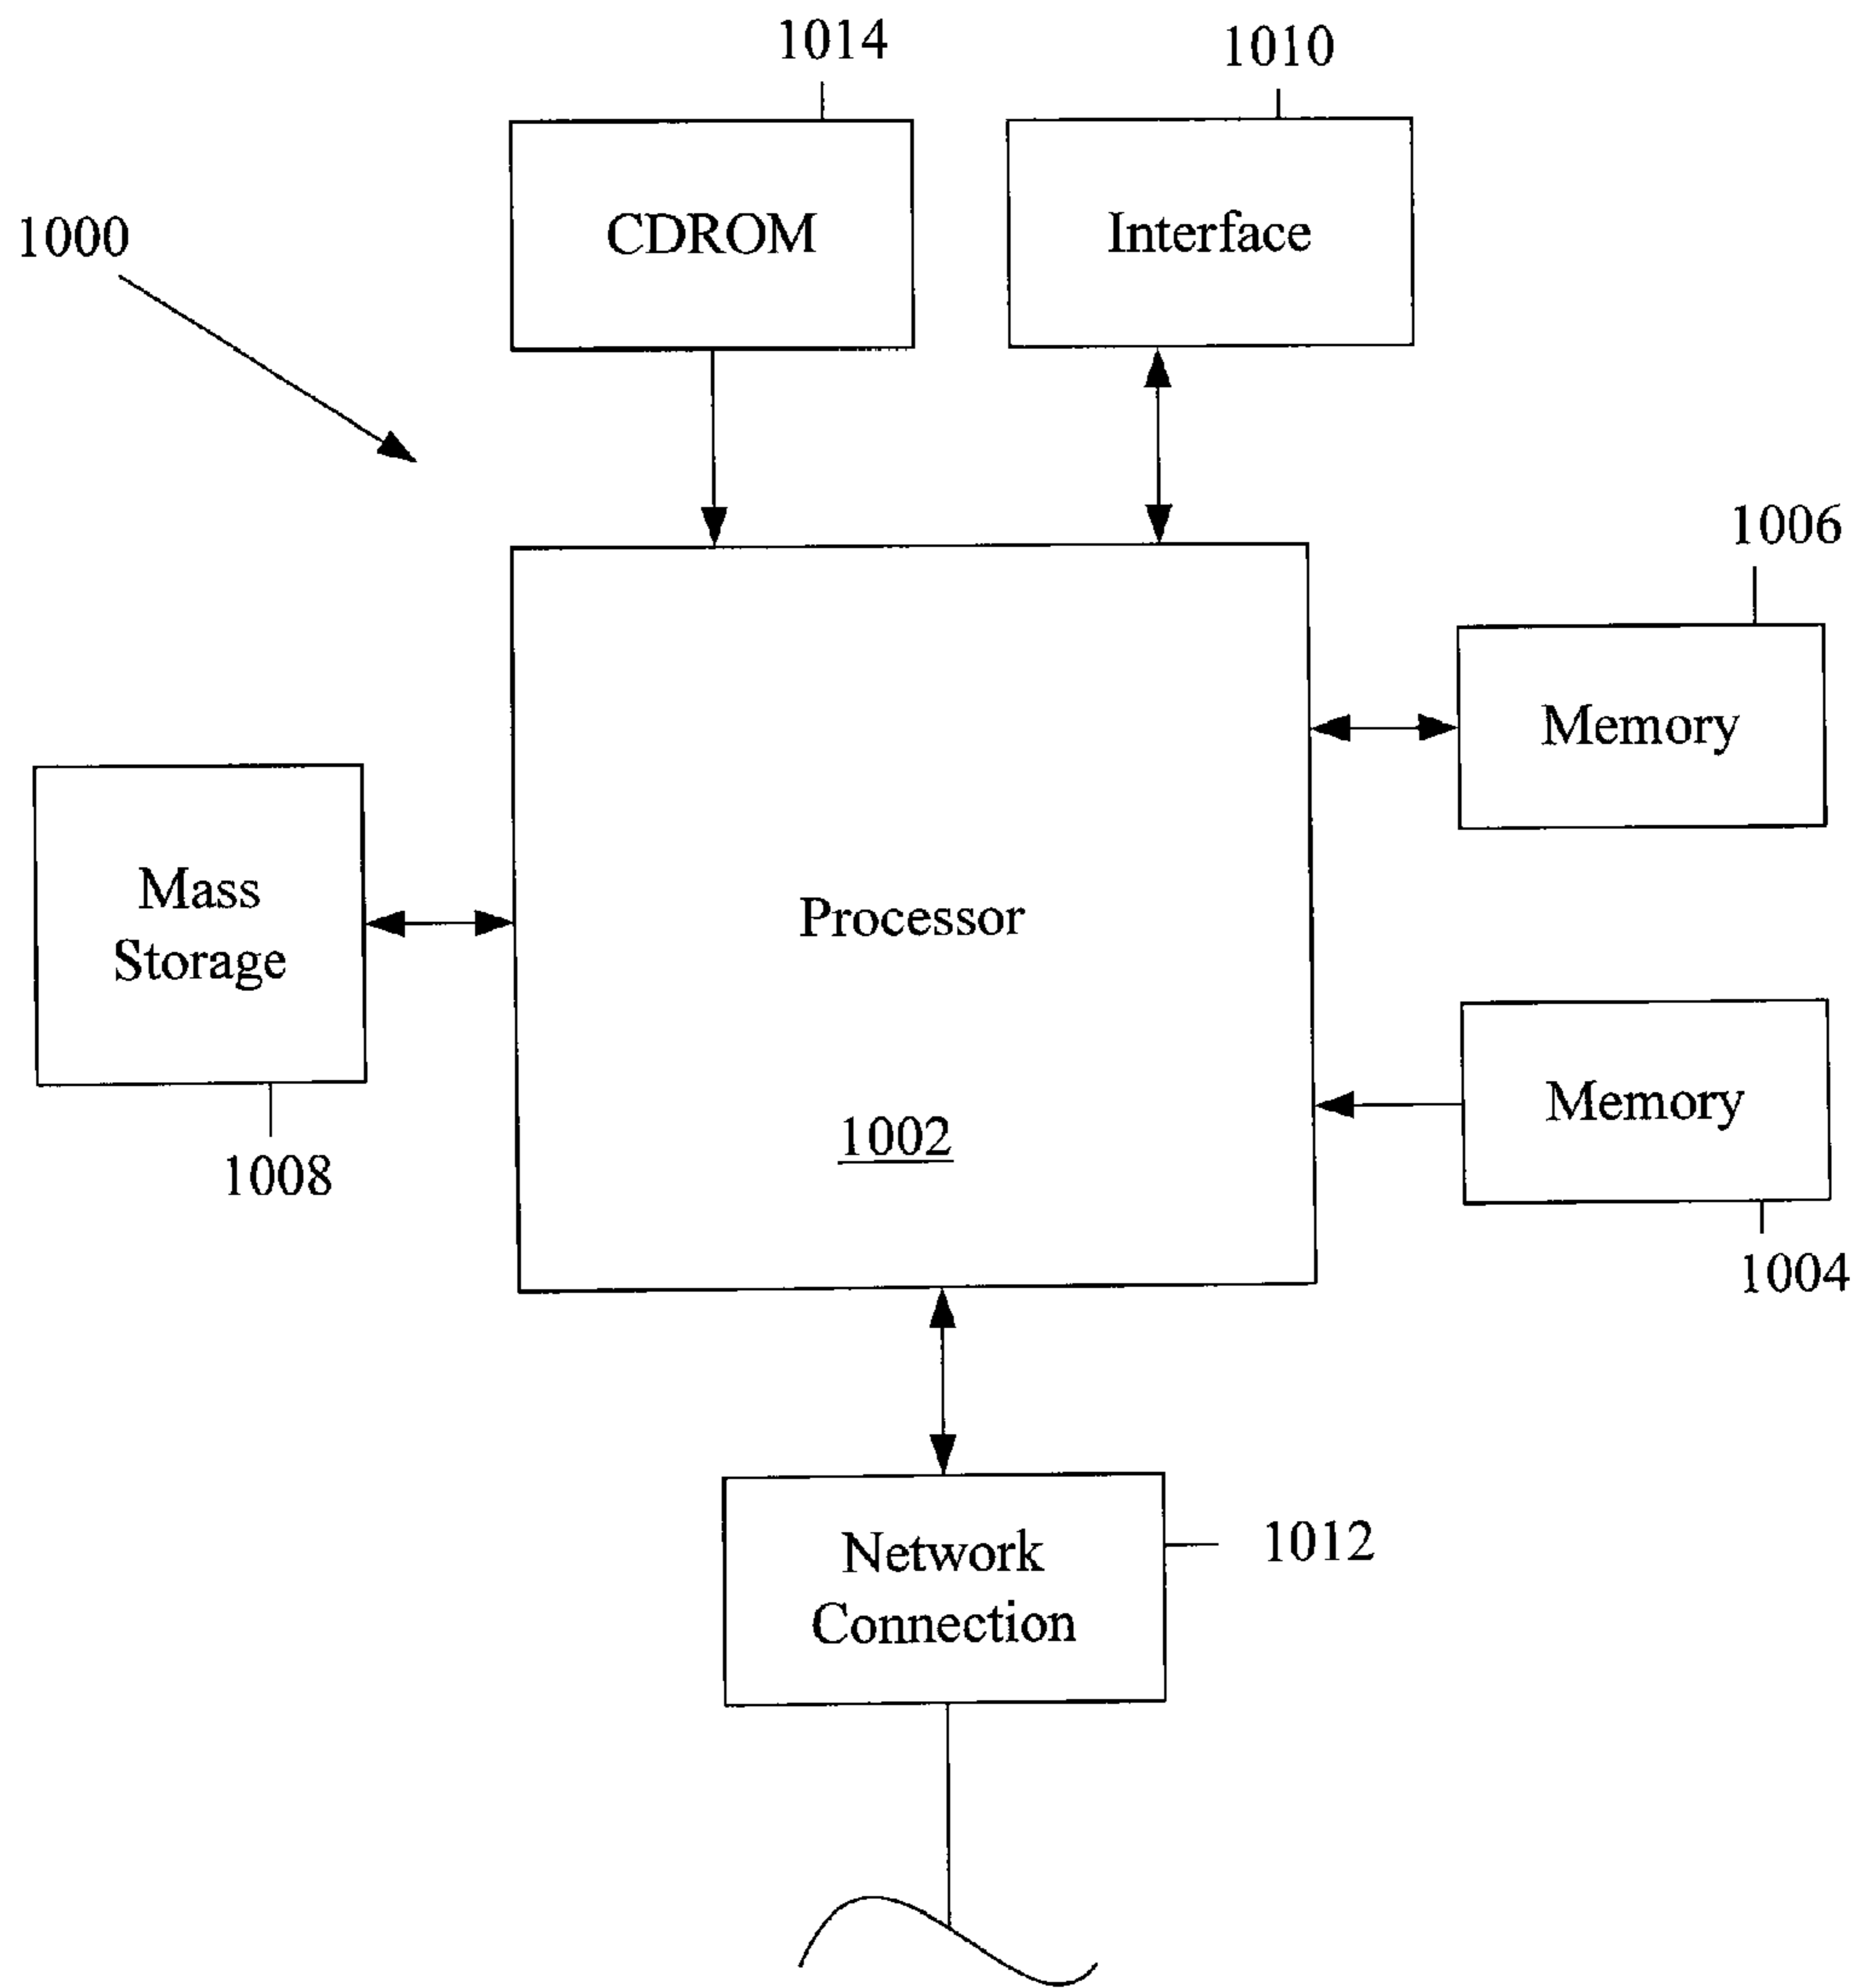 1014
1010
1000
CDROM
Interface
1006
Memory
Mass
Storage
Processor
Memory
1002
1008
1004
Network
Connection
1012